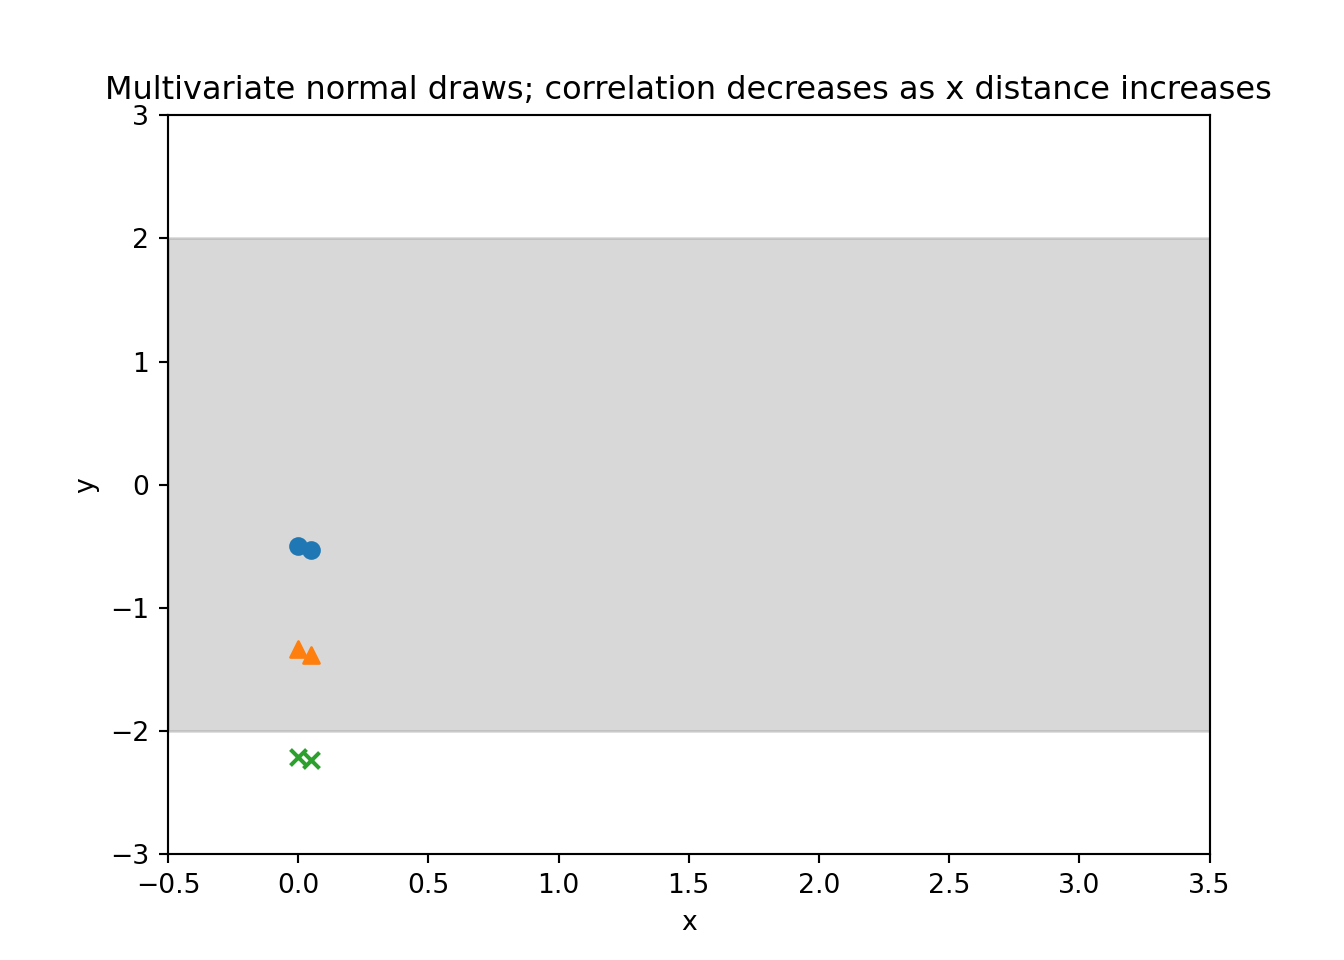 Multivariate normal draws; correlation decreases as x distance increases
3
2
1
0
−1
−2
−3
y
−0.5 0.0 0.5 1.0 1.5 2.0 2.5 3.0 3.5
x